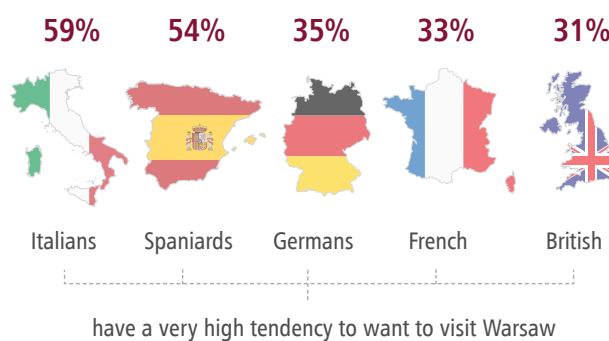 59% 54% 35% 33% 31%
Italians Spaniards Germans French British
have a very high tendency to want to visit Warsaw